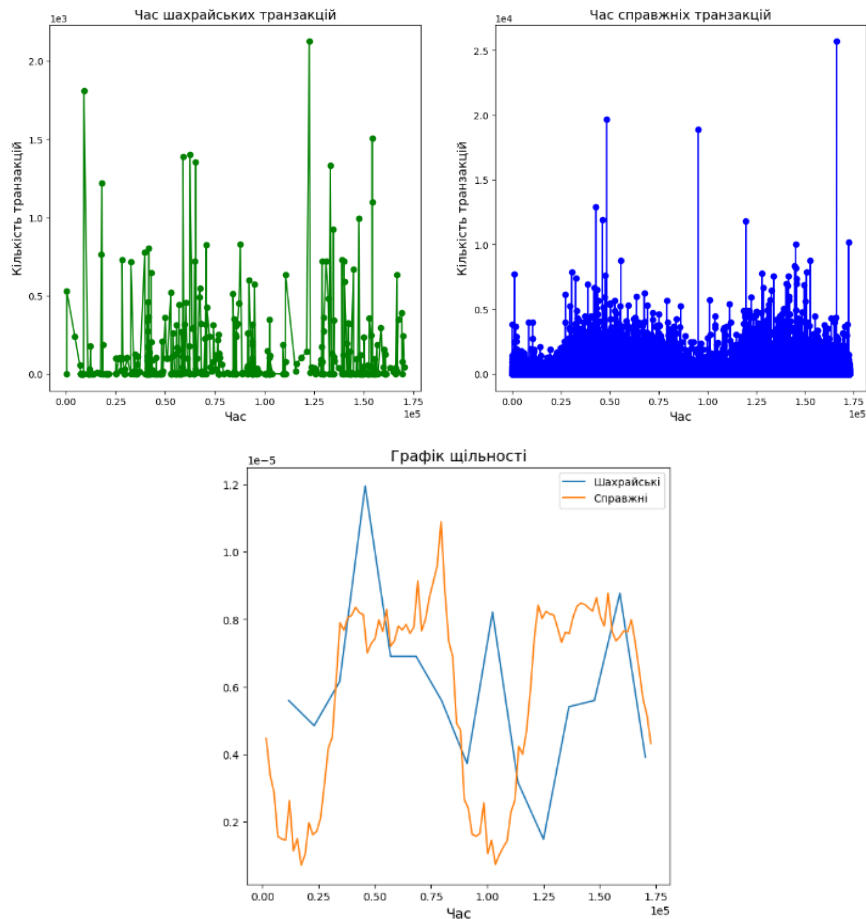 Час шахрайських транзакцій
1e3
Кількість транзакцій
2.0
1.5
1.0
0.5
0.0
0.00 0.25 0.50 0.75 1.00 1.25 1.50 1.75
1e5
Час
Час справжніх транзакцій
1e4
Кількість транзакцій
2.5
2.0
1.5
1.0
0.5
0.0
0.00 0.25 0.50 0.75 1.00 1.25 1.50 1.75
1e5
Час
Графік щільності
1e−5
Шахрайські
Справжні
1.2
1.0
0.8
0.6
0.4
0.2
0.00 0.25 0.50 0.75 1.00 1.25 1.50 1.75
1e5
Час